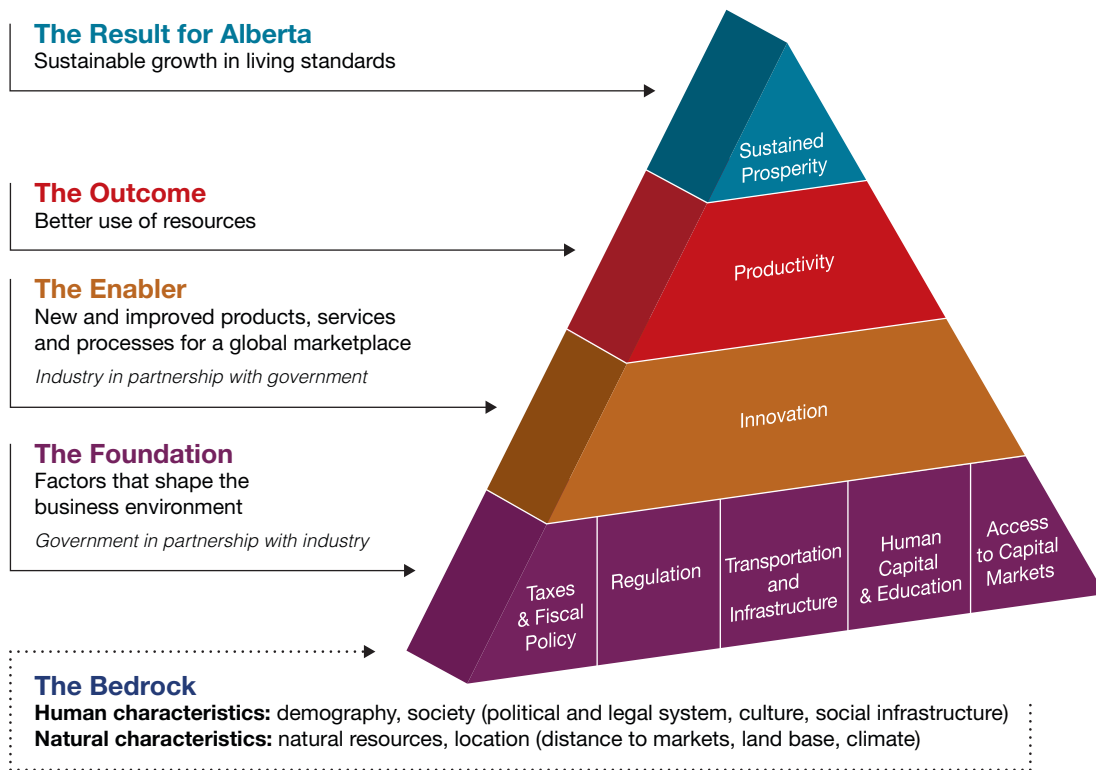 The Result for Alberta
Sustainable growth in living standards
Sustained
Prosperity
The Outcome
Better use of resources
Productivity
The Enabler
New and improved products, services
and processes for a global marketplace
Industry in partnership with government
Innovation
The Foundation
Factors that shape the
business environment
Government in partnership with industry
Taxes
& Fiscal
Policy
Regulation
Transportation
and
Infrastructure
Human
Capital
& Education
Access
to Capital
Markets
The Bedrock
Human characteristics: demography, society (political and legal system, culture, social infrastructure)
Natural characteristics: natural resources, location (distance to markets, land base, climate)